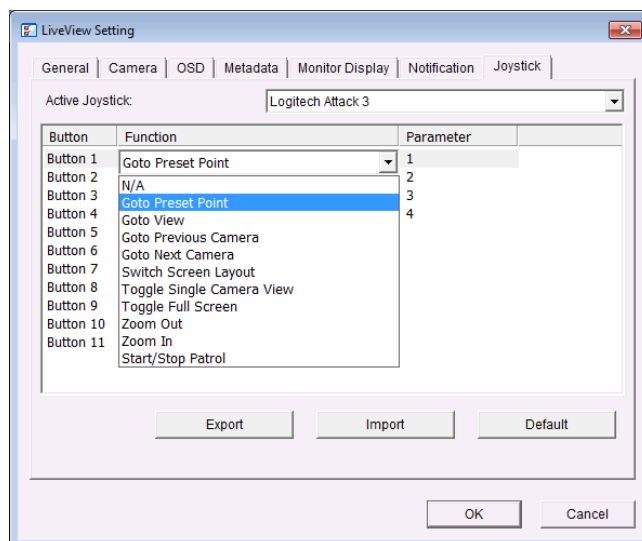 LiveView Setting
General Camera OSD Metadata Monitor Display Notification Joystick
Active Joystick: Logitech Attack 3
Button Function Parameter
Button 1 Goto Preset Point 1
Button 2 N/A 2
Button 3 Goto Preset Point 3
Button 4 Goto View 4
Button 5 Goto Previous Camera
Button 6 Goto Next Camera
Button 7 Switch Screen Layout
Button 8 Toggle Single Camera View
Button 9 Toggle Full Screen
Button 10 Zoom Out
Button 11 Zoom In
Start/Stop Patrol
Export Import Default
OK Cancel